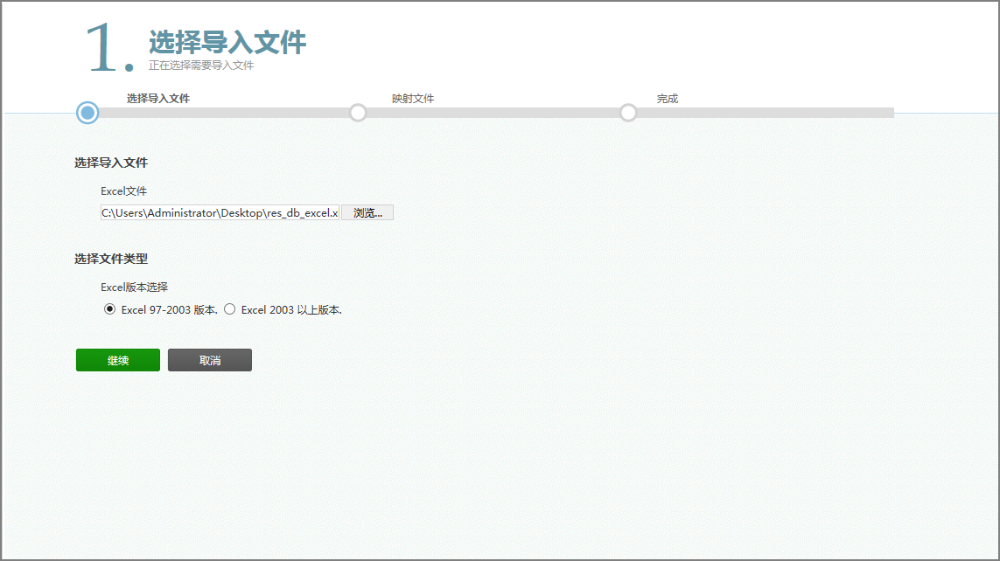 1.
选择导入文件
正在选择需要导入文件
选择导入文件 映射文件 完成
选择导入文件
Excel文件
C:\Users\Administrator\Desktop\res_db_excel.x 浏览...
选择文件类型
Excel版本选择
Excel 97-2003 版本. Excel 2003 以上版本.
继续 取消